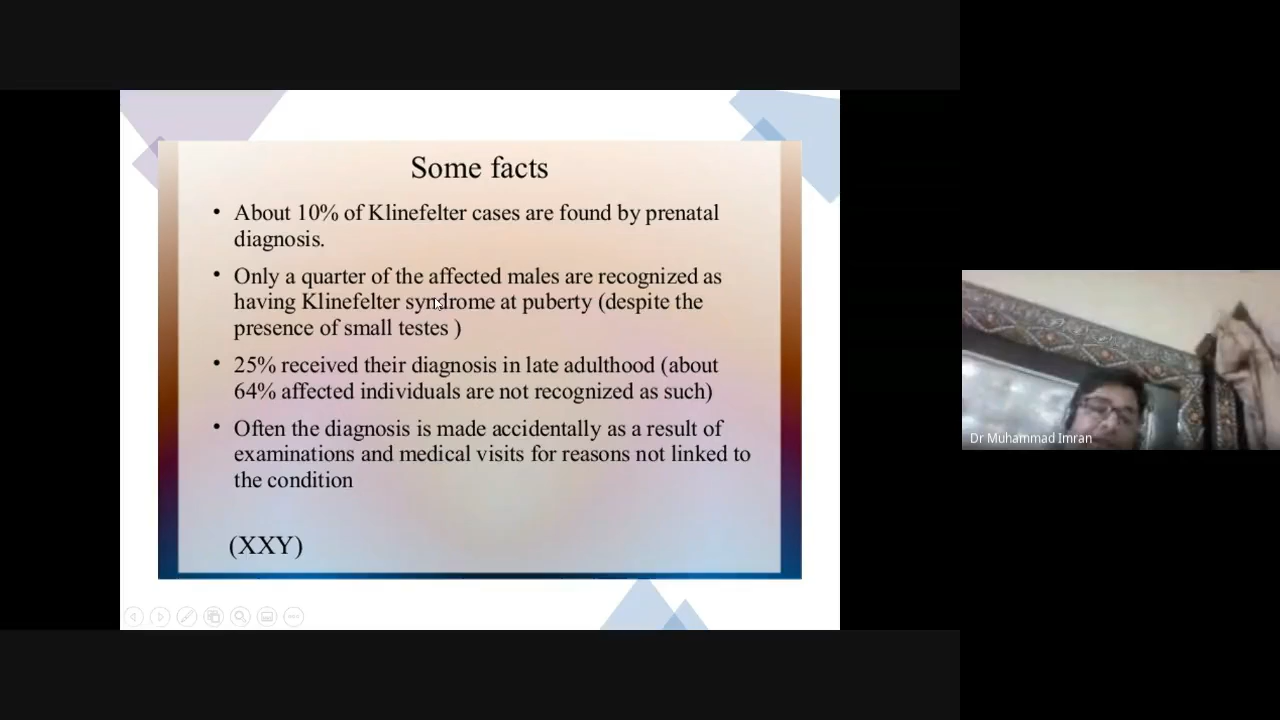 Some facts
• About 10% of Klinefelter cases are found by prenatal
diagnosis.
• Only a quarter of the affected males are recognized as
having Klinefelter syndrome at puberty (despite the
presence of small testes )
• 25% received their diagnosis in late adulthood (about
64% affected individuals are not recognized as such)
• Often the diagnosis is made accidentally as a result of
examinations and medical visits for reasons not linked to
the condition
(XXY)
Dr Muhammad Imran